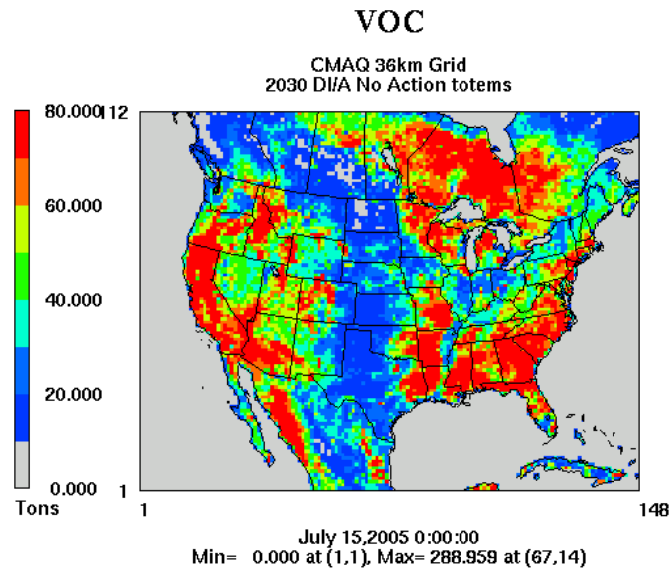 VOC
CMAQ 36km Grid
2030 DI/A No Action totems
80.000
60.000
40.000
20.000
0.000
Tons
112
1
1
148
July 15,2005 0:00:00
Min= 0.000 at (1,1), Max= 288.959 at (67,14)